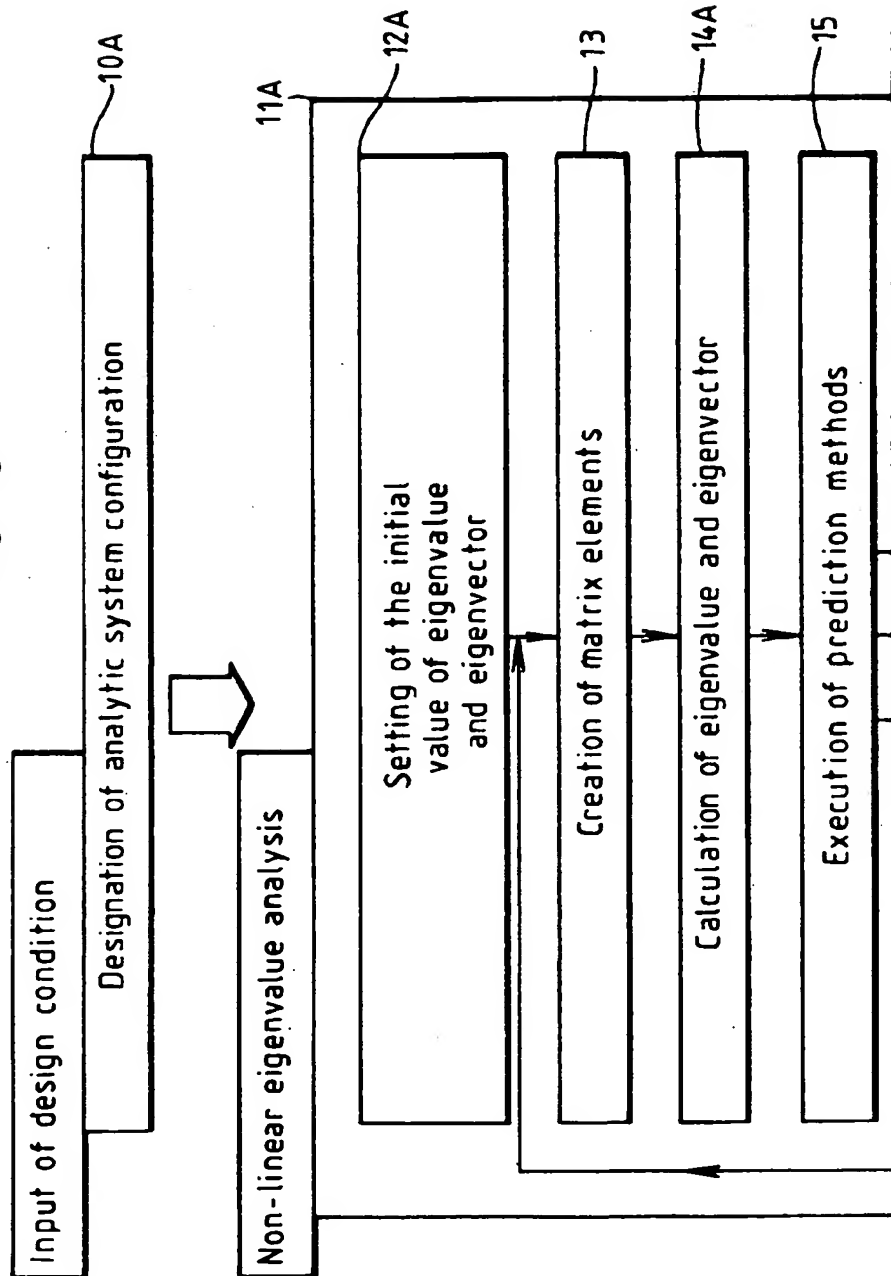 Input of design condition
Designation of analytic system configuration
10A
Non-linear eigenvalue analysis
11A
Setting of the initial
value of eigenvalue
and eigenvector
12A
Creation of matrix elements
13
Calculation of eigenvalue and eigenvector
14A
Execution of prediction methods
15